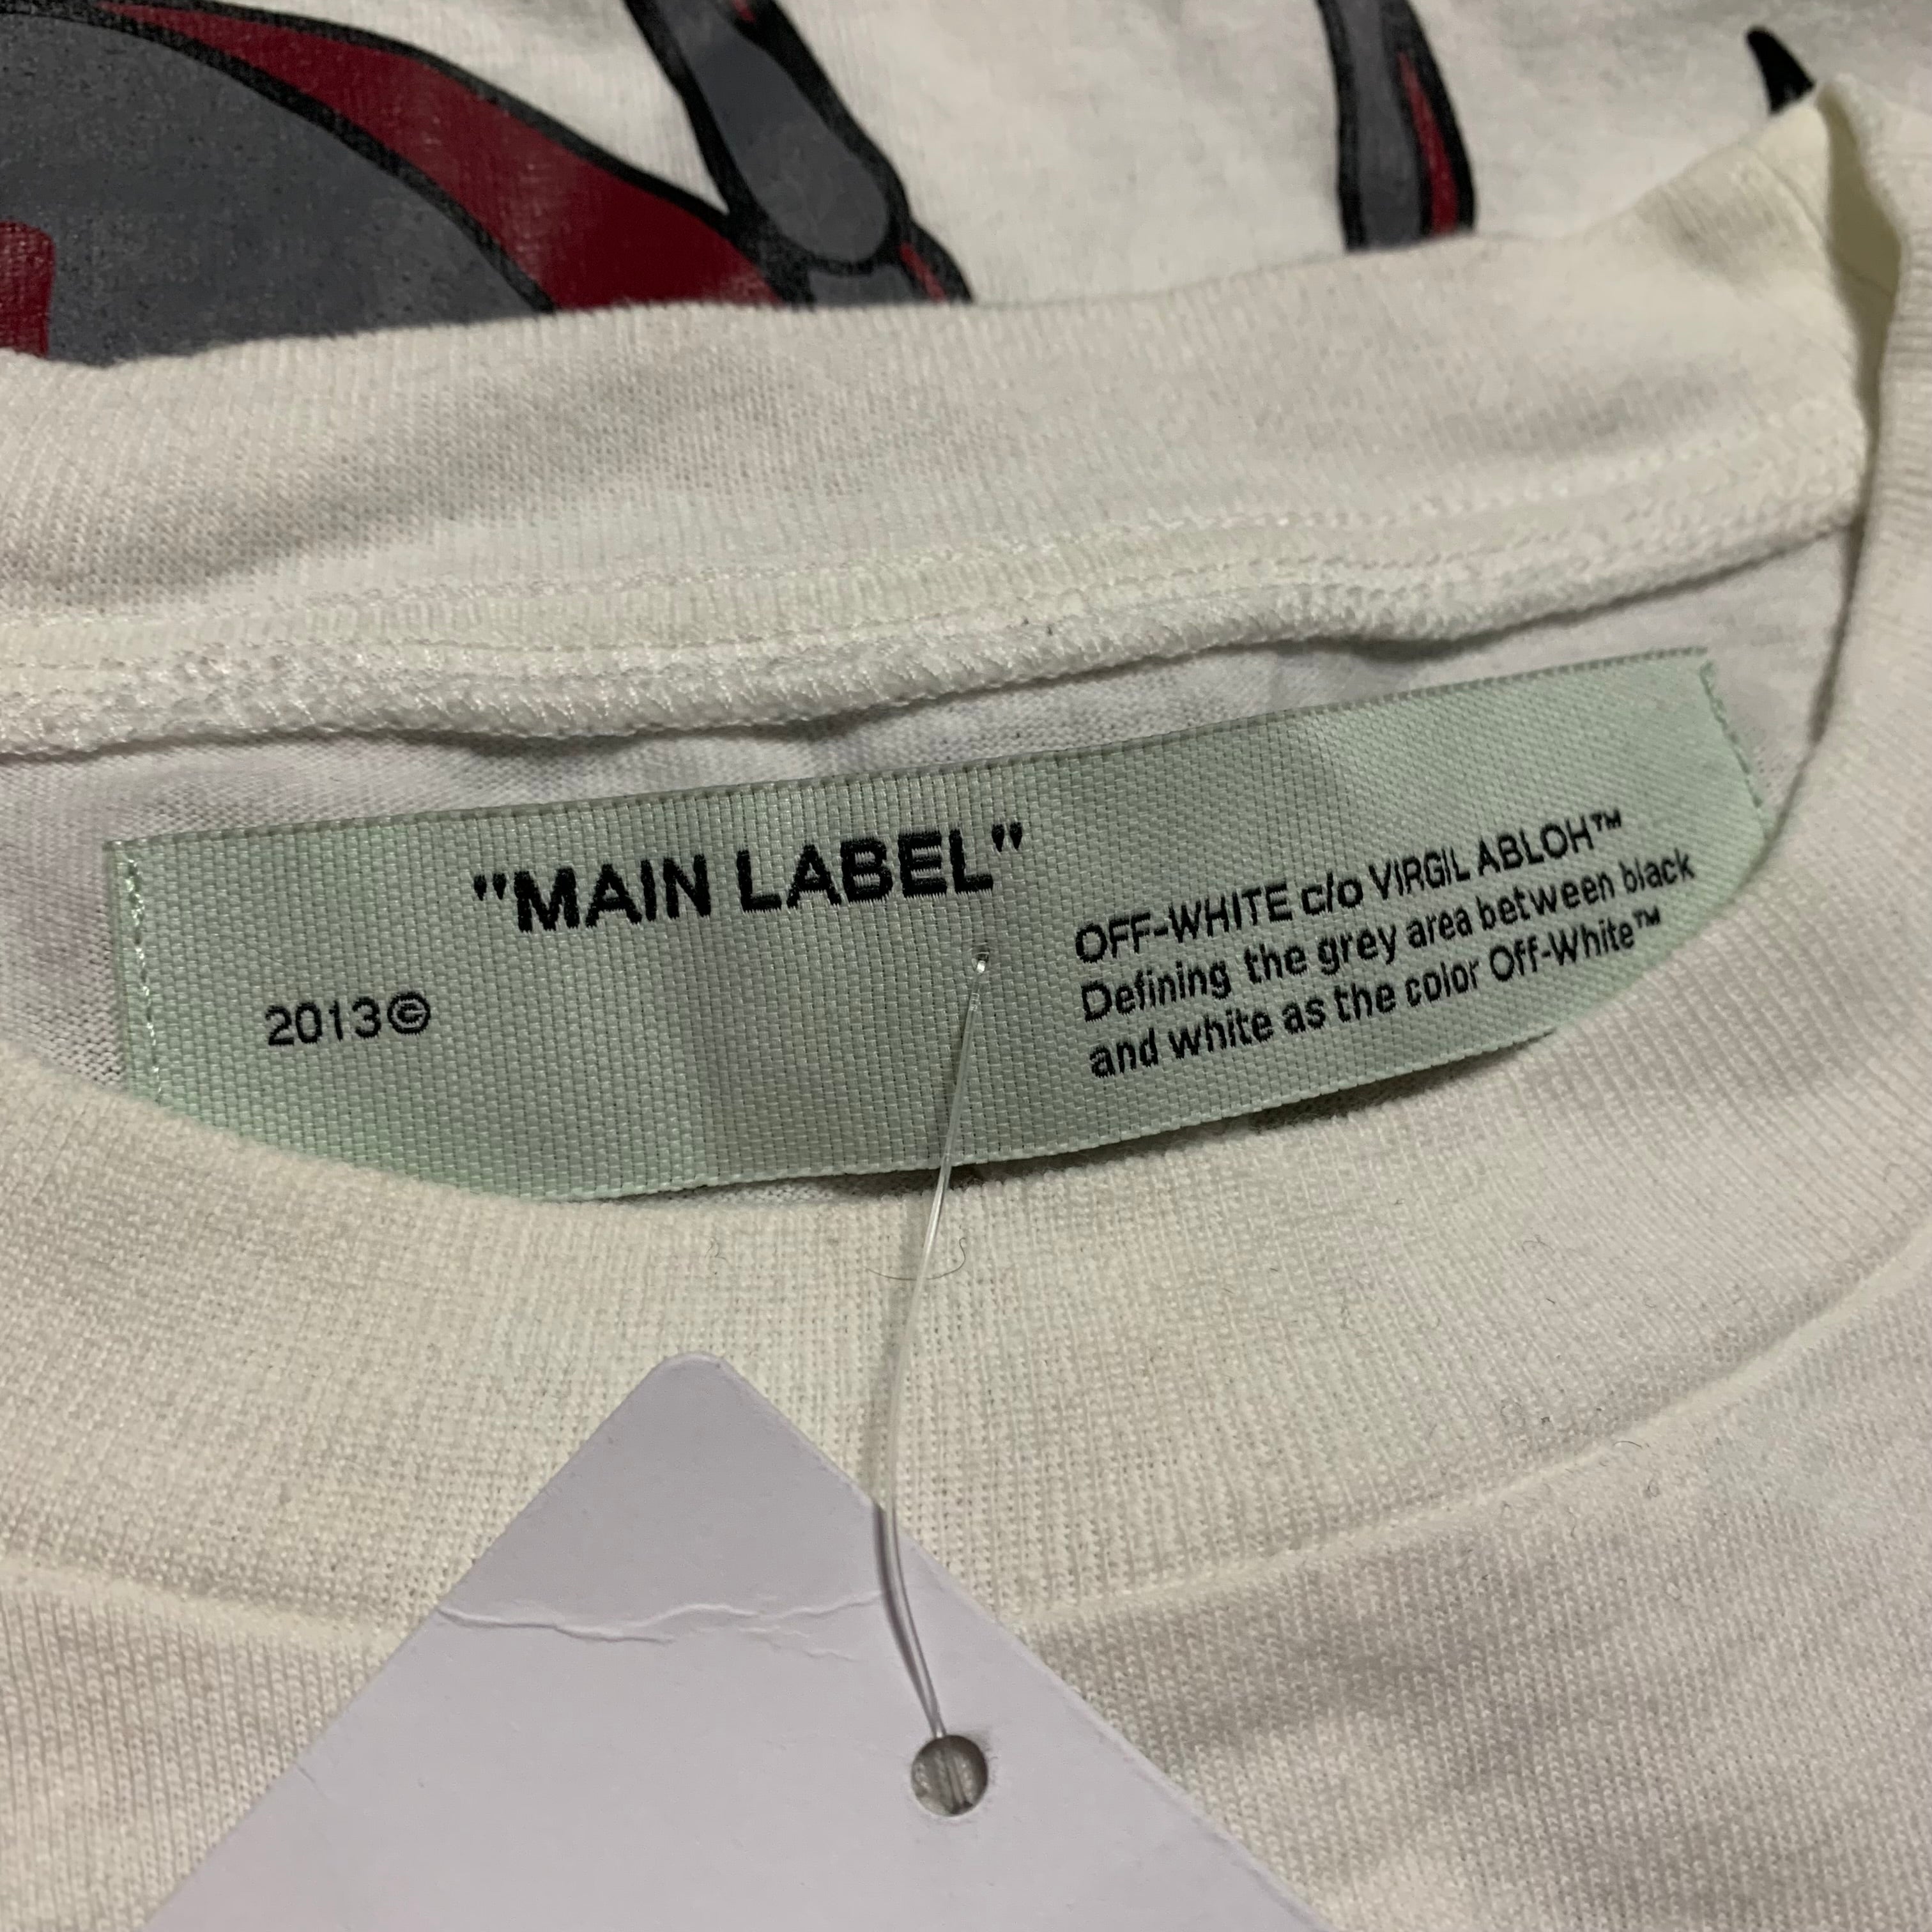 "MAIN LABEL"
2013©
OFF-WHITE c/o VIRGIL ABLOH™
Defining the grey area between black
and white as the color Off-White™